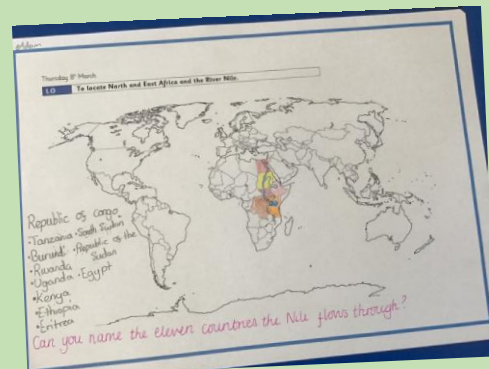 Thursday 8th March
L.O To locate North and East Africa and the River Nile.
Republic of congo
•Tanzania •South Sudan
•Burundi •Republic of the Sudan
•Rwanda
•Uganda •Egypt
•Kenya
•Ethiopia
•Eritrea
Can you name the eleven countries the Nile flows through?